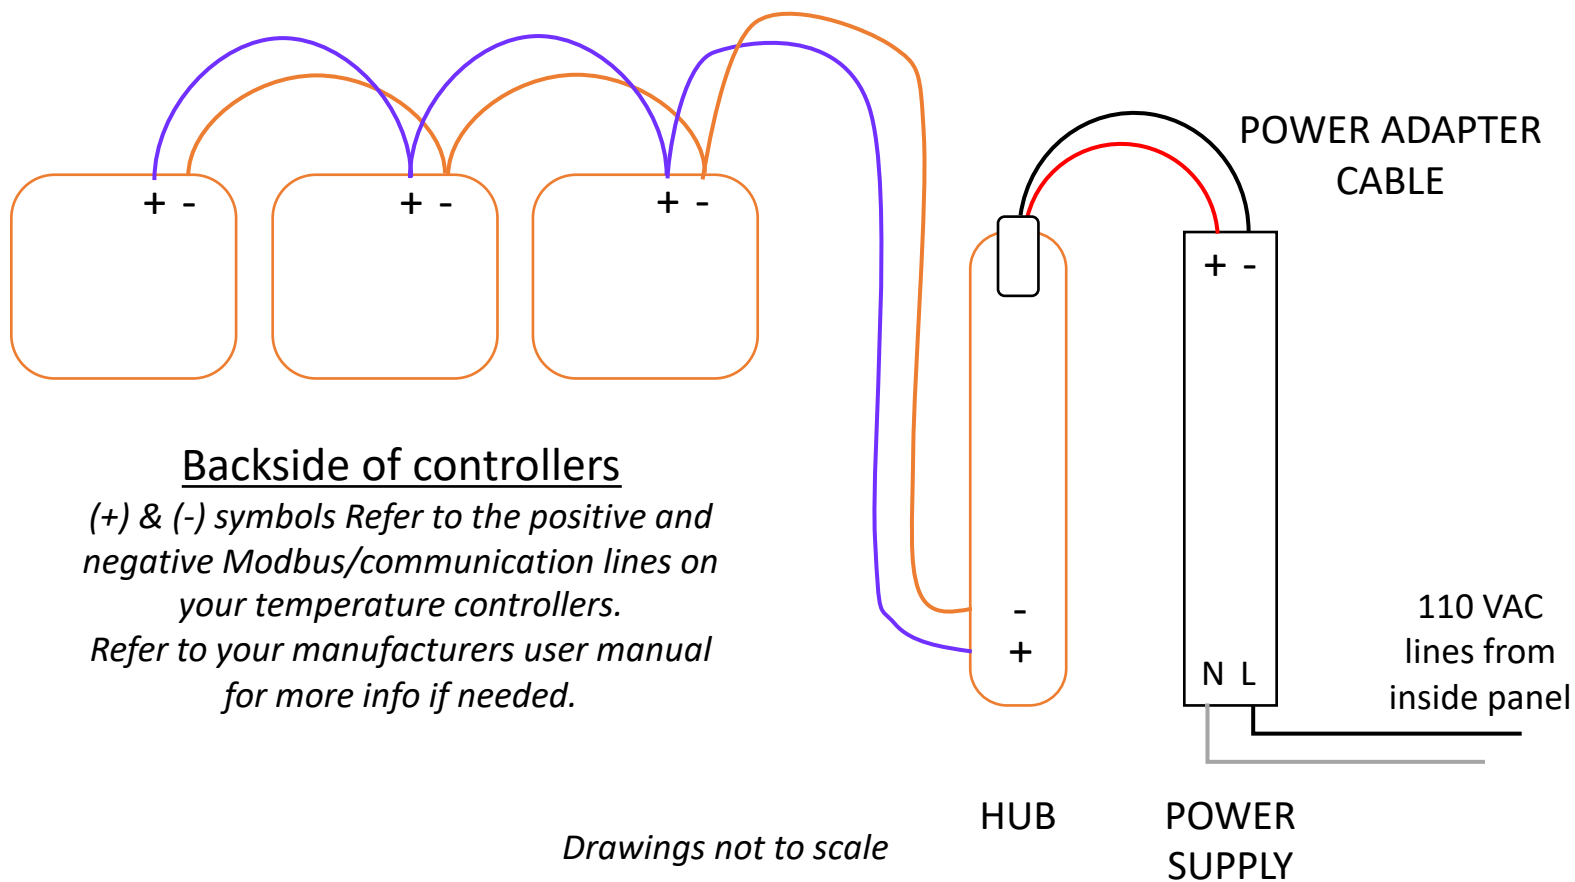 POWER ADAPTER
CABLE
+ -
+ -
+ -
+ -
Backside of controllers
(+) & (-) symbols Refer to the positive and
negative Modbus/communication lines on
your temperature controllers.
Refer to your manufacturers user manual
for more info if needed.
-
+
N L
110 VAC
lines from
inside panel
HUB
POWER
SUPPLY
Drawings not to scale